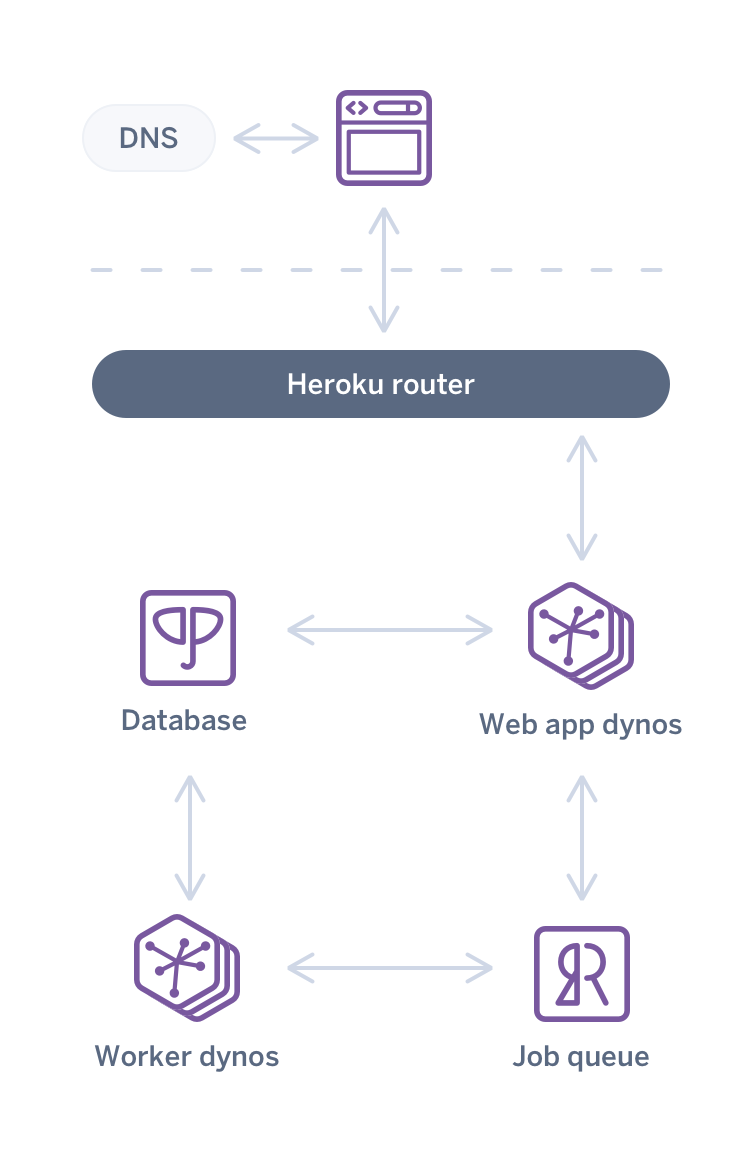 DNS
Heroku router
Database
Web app dynos
Worker dynos
Job queue